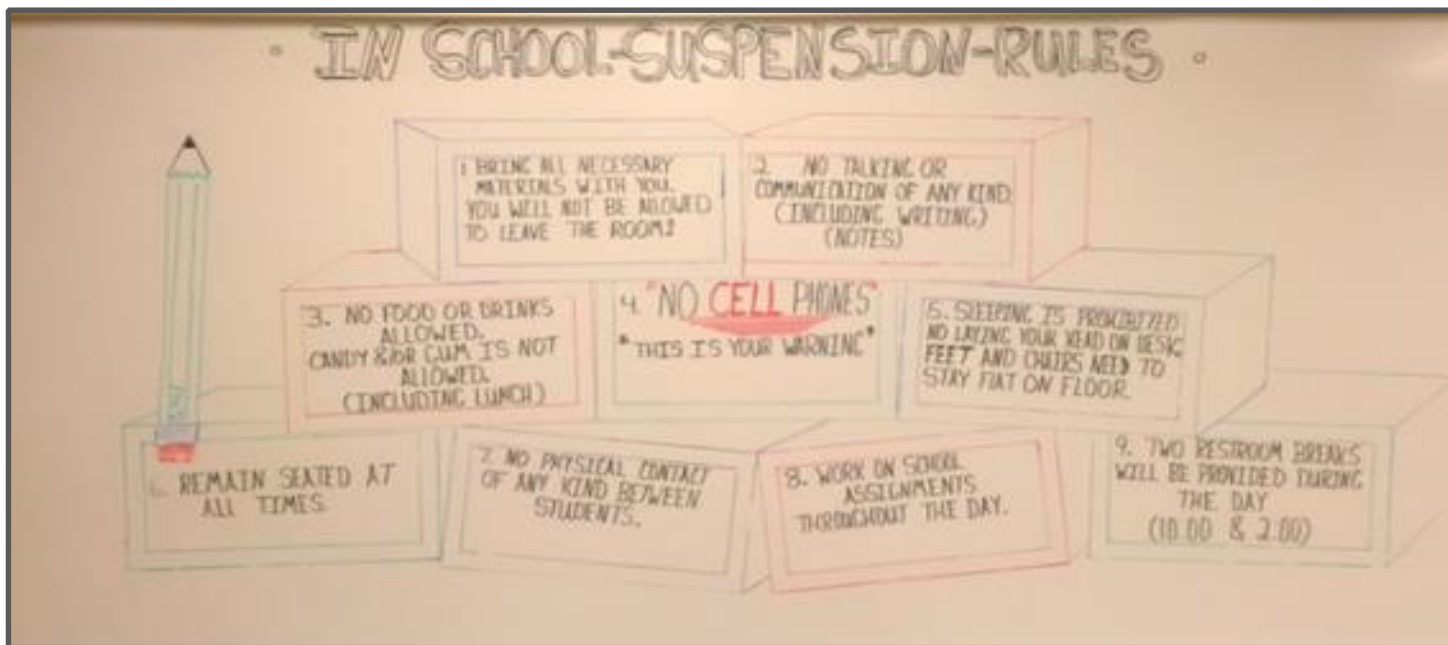 · IN SCHOOL-SUSPENSION-RULES ·
1 BRING ALL NECESSARY
MATERIALS WITH YOU.
YOU WILL NOT BE ALLOWED
TO LEAVE THE ROOM!
2. NO TALKING OR
COMMUNICATION OF ANY KIND.
(INCLUDING WRITING)
(NOTES)
3. NO FOOD OR DRINKS
ALLOWED.
CANDY &/OR GUM IS NOT
ALLOWED.
(INCLUDING LUNCH)
4. "NO CELL PHONES"
"THIS IS YOUR WARNING"
5. SLEEPING IS PROHIBITED
NO LAYING YOUR HEAD ON DESK,
FEET AND CHAIRS NEED TO
STAY FLAT ON FLOOR.
6. REMAIN SEATED AT
ALL TIMES.
7. NO PHYSICAL CONTACT
OF ANY KIND BETWEEN
STUDENTS.
8. WORK ON SCHOOL
ASSIGNMENTS
THROUGHOUT THE DAY.
9. TWO RESTROOM BREAKS
WILL BE PROVIDED DURING
THE DAY
(10:00 & 2:00)